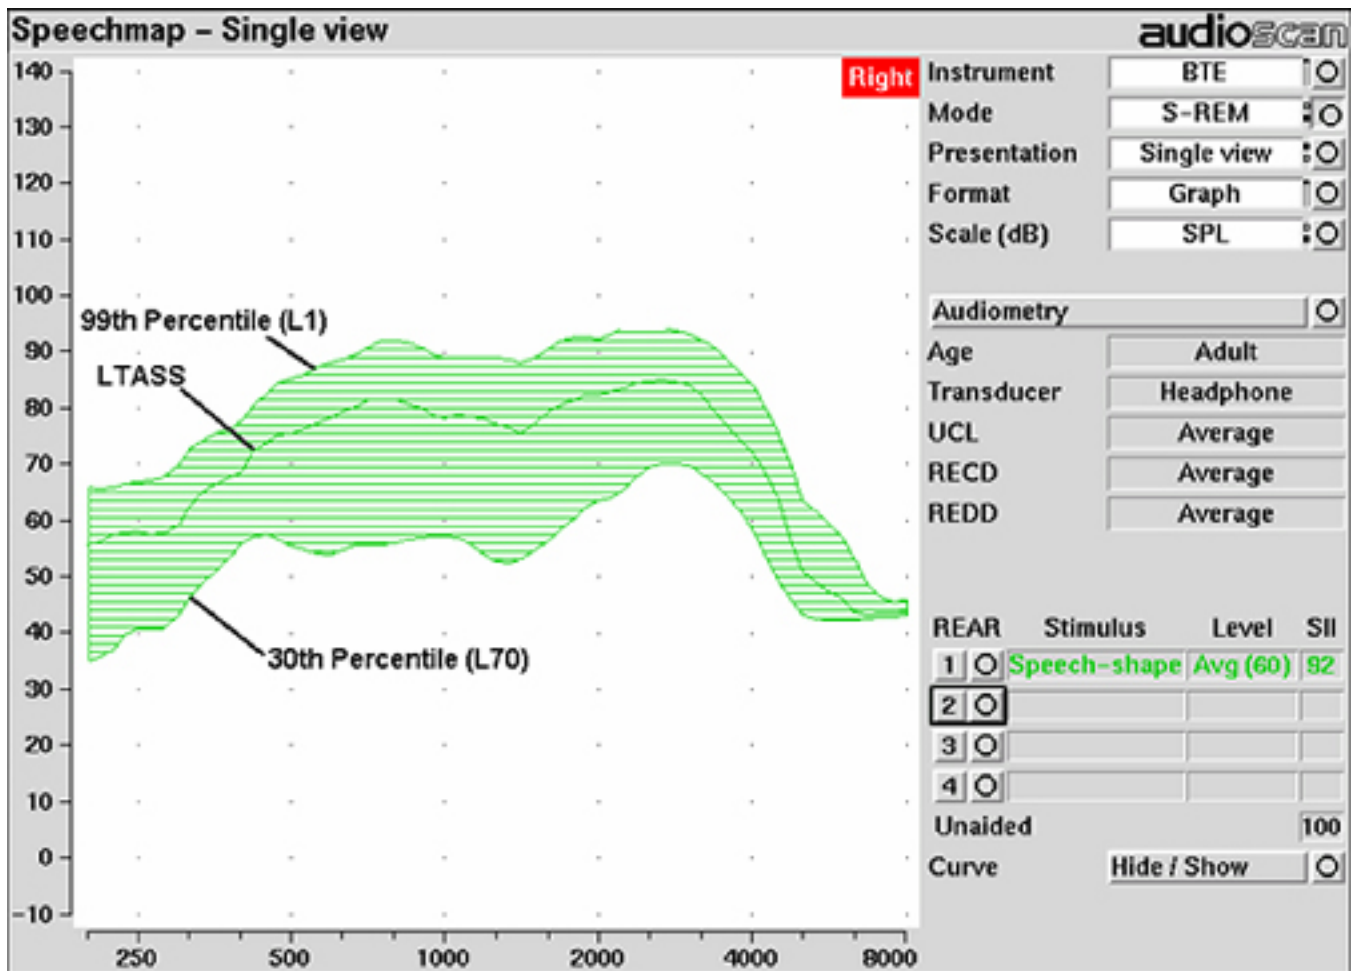 Speechmap – Single view
audioscan
140
130
120
110
100
90
80
70
60
50
40
30
20
10
0
-10
250 500 1000 2000 4000 8000
Right
99th Percentile (L1)
LTASS
30th Percentile (L70)
Instrument BTE
Mode S-REM
Presentation Single view
Format Graph
Scale (dB) SPL
Audiometry
Age Adult
Transducer Headphone
UCL Average
RECD Average
REDD Average
REAR Stimulus Level SII
1 Speech-shape Avg (60) 92
2
3
4
Unaided 100
Curve Hide / Show